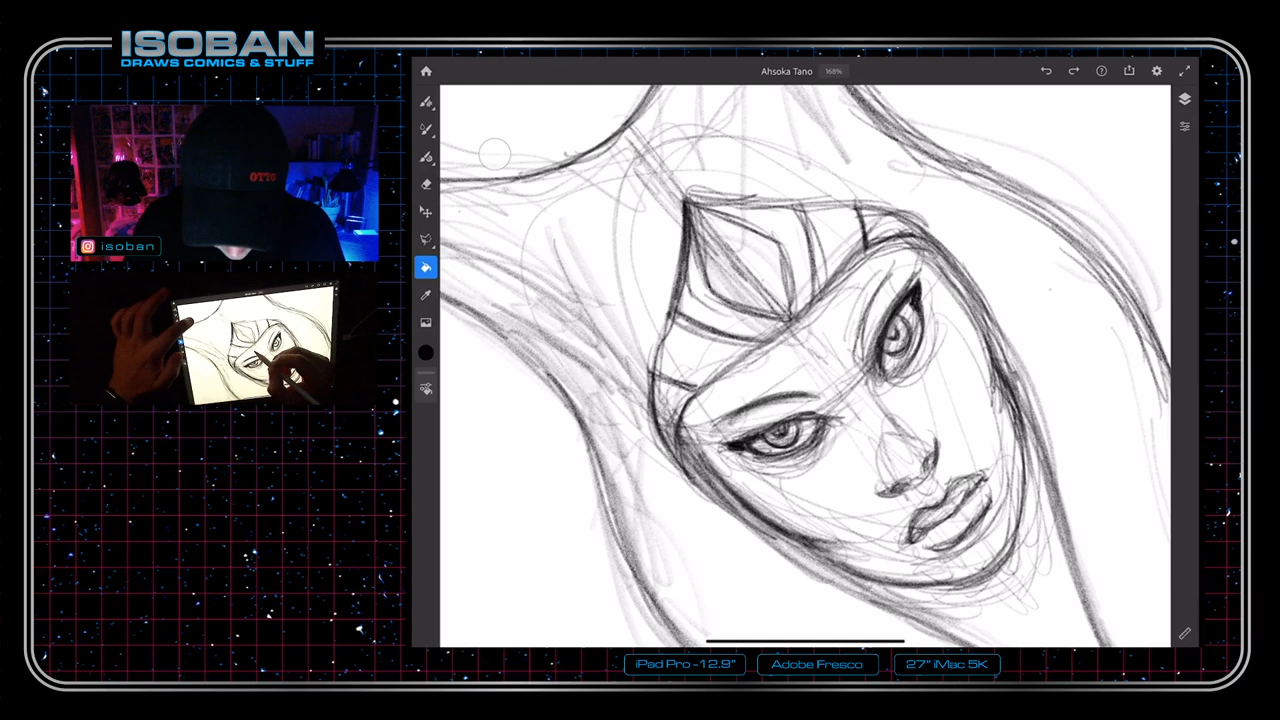 ISOBAN
DRAWS COMICS & STUFF
Ahsoka Tano
168%
OTTO
isoban
iPad Pro -12.9"
Adobe Fresco
27" iMac 5K